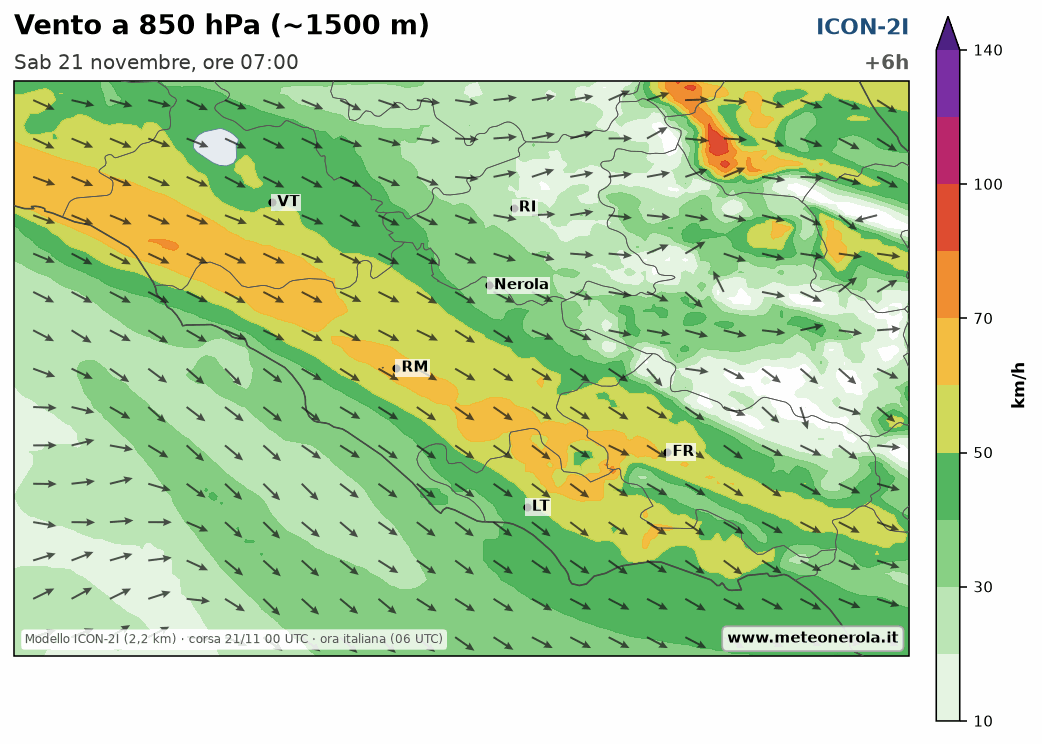 Vento a 850 hPa (~1500 m)
ICON-2I
Sab 21 novembre, ore 07:00
+6h
140
100
70
50
30
10
km/h
VT
RI
Nerola
RM
FR
LT
Modello ICON-2I (2,2 km) · corsa 21/11 00 UTC · ora italiana (06 UTC)
www.meteonerola.it